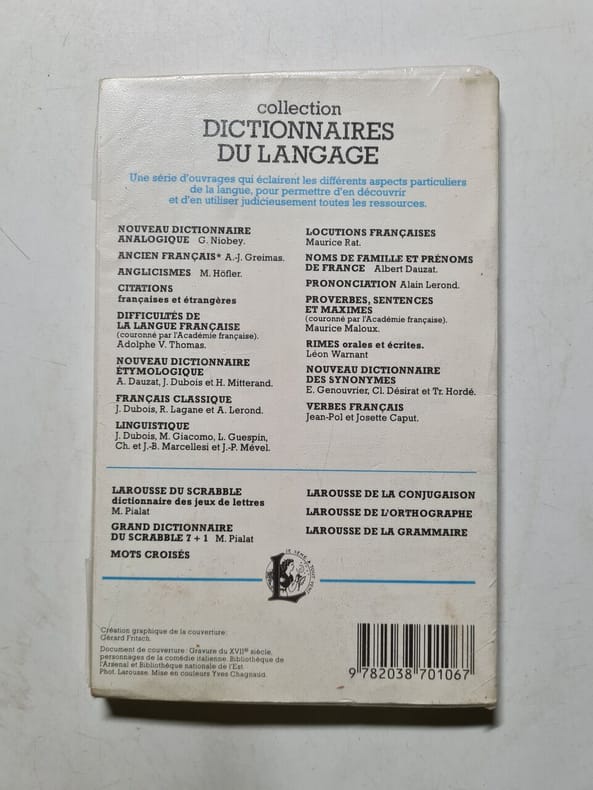 collection
DICTIONNAIRES
DU LANGAGE
Une série d'ouvrages qui éclairent les différents aspects particuliers
de la langue, pour permettre d'en découvrir
et d'en utiliser judicieusement toutes les ressources.
NOUVEAU DICTIONNAIRE
ANALOGIQUE G. Niobey.
ANCIEN FRANÇAIS* A.-J. Greimas.
ANGLICISMES M. Höfler.
CITATIONS
françaises et étrangères
DIFFICULTÉS DE
LA LANGUE FRANÇAISE
(couronné par l'Académie française).
Adolphe V. Thomas.
NOUVEAU DICTIONNAIRE
ÉTYMOLOGIQUE
A. Dauzat, J. Dubois et H. Mitterand.
FRANÇAIS CLASSIQUE
J. Dubois, R. Lagane et A. Lerond.
LINGUISTIQUE
J. Dubois, M. Giacomo, L. Guespin,
Ch. et J.-B. Marcellesi et J.-P. Mével.
LOCUTIONS FRANÇAISES
Maurice Rat.
NOMS DE FAMILLE ET PRÉNOMS
DE FRANCE Albert Dauzat.
PRONONCIATION Alain Lerond.
PROVERBES, SENTENCES
ET MAXIMES
(couronné par l'Académie française).
Maurice Maloux.
RIMES orales et écrites.
Léon Warnant
NOUVEAU DICTIONNAIRE
DES SYNONYMES
E. Genouvrier, Cl. Désirat et Tr. Hordé.
VERBES FRANÇAIS
Jean-Pol et Josette Caput.
LAROUSSE DU SCRABBLE
dictionnaire des jeux de lettres
M. Pialat
GRAND DICTIONNAIRE
DU SCRABBLE 7 + 1 M. Pialat
MOTS CROISÉS
LAROUSSE DE LA CONJUGAISON
LAROUSSE DE L'ORTHOGRAPHE
LAROUSSE DE LA GRAMMAIRE
JE SÈME À TOUT VENT
L
Création graphique de la couverture:
Gérard Fritsch.
Document de couverture: Gravure du XVIIe siècle,
personnages de la comédie italienne. Bibliothèque de
l'Arsenal et Bibliothèque nationale de l'Est
Phot. Larousse. Mise en couleurs Yves Chagnaud.
9 782038 701067